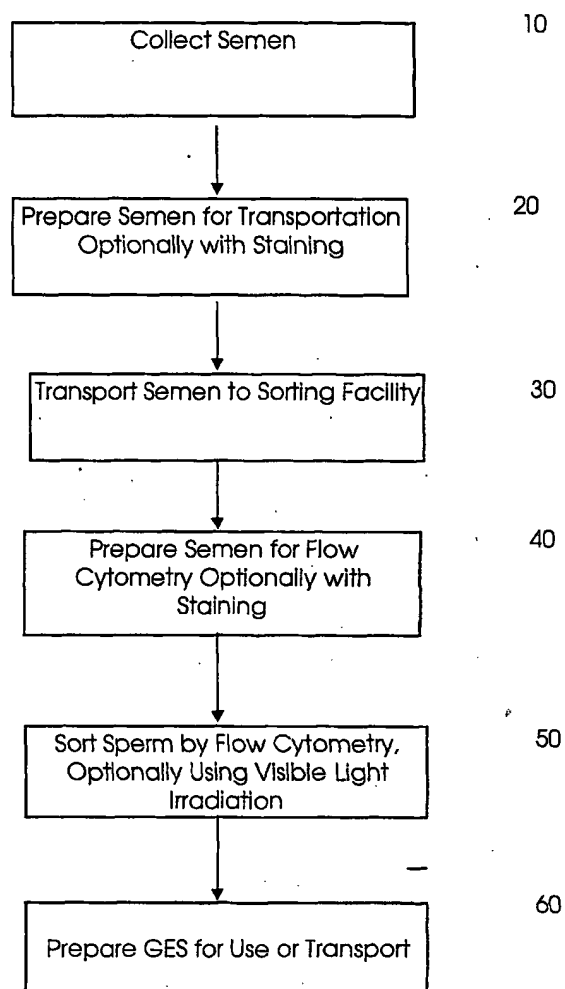 Collect Semen
10
Prepare Semen for Transportation
Optionally with Staining
20
Transport Semen to Sorting Facility
30
Prepare Semen for Flow
Cytometry Optionally with
Staining
40
Sort Sperm by Flow Cytometry,
Optionally Using Visible Light
Irradiation
50
Prepare GES for Use or Transport
60